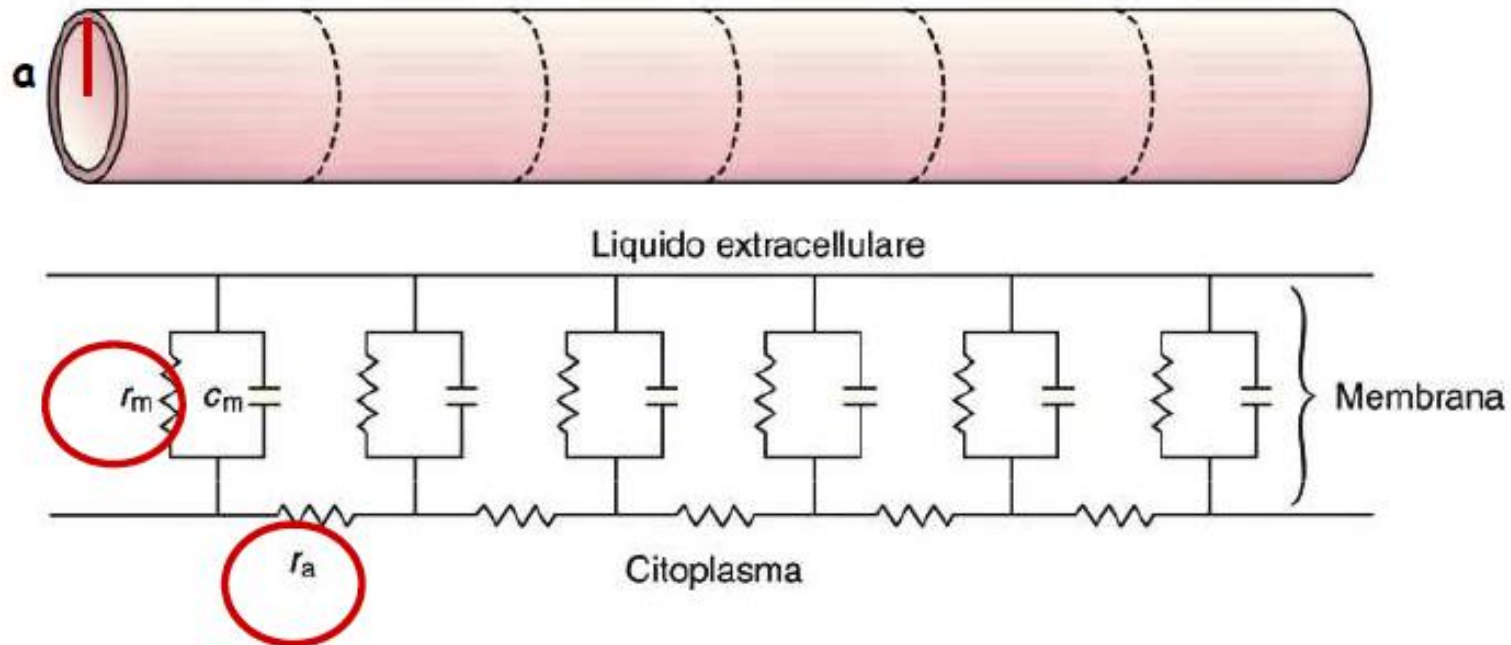 a
Liquido extracellulare
rm cm
Membrana
ra
Citoplasma